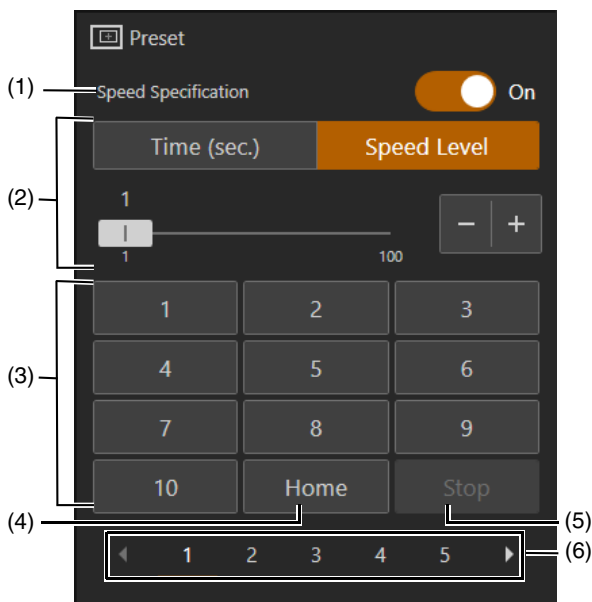 Preset
(1) Speed Specification On
Time (sec.) Speed Level
(2)
1
− +
1 100
1 2 3
4 5 6
(3)
7 8 9
10 Home Stop
(4) (5)
1 2 3 4 5 (6)